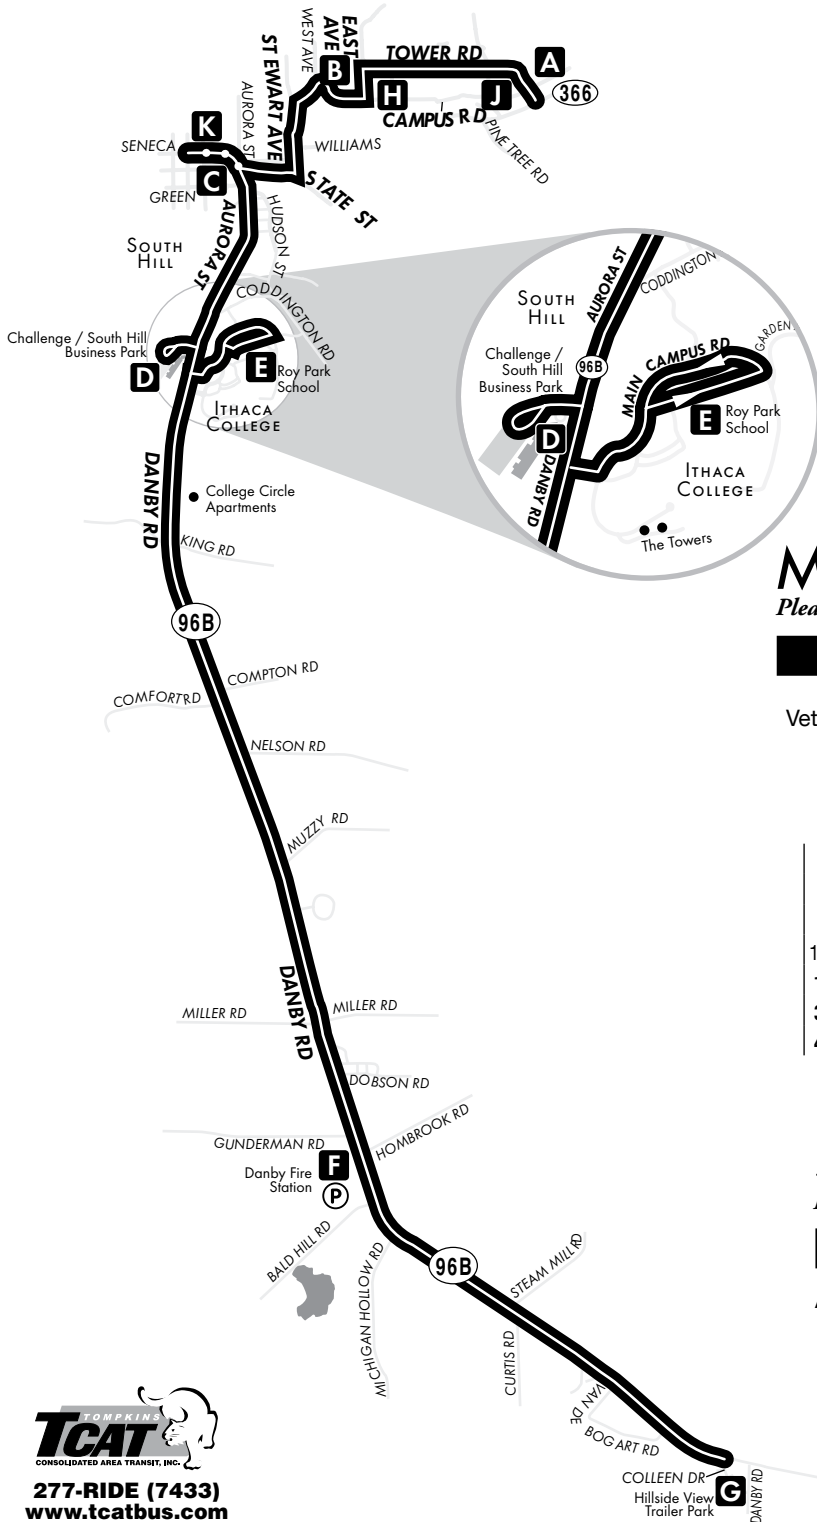 WEST AVE
EAST
AVE
TOWER RD
A
B
H
J
366
CAMPUS RD
ST EWART AVE
AURORA ST
K
SENECA
WILLIAMS
PINE TREE RD
C
GREEN
STATE ST
HUDSON ST
AURORA ST
SOUTH
HILL
CODDINGTON RD
Challenge / South Hill
Business Park
D
E
Roy Park
School
ITHACA
COLLEGE
AURORA ST
CODDINGTON
SOUTH
HILL
Challenge /
South Hill
Business Park
96B
MAIN CAMPUS RD
GARDEN
D
E
Roy Park
School
DANBY RD
ITHACA
COLLEGE
The Towers
DANBY RD
College Circle
Apartments
KING RD
M
Plea
96B
COMPTON RD
COMFORT RD
Vet
NELSON RD
MUZZY RD
1
DANBY RD
MILLER RD
MILLER RD
DOBSON RD
HOMBROOK RD
GUNDERMAN RD
F
Danby Fire
Station
P
BALD HILL RD
MICHIGAN HOLLOW RD
96B
STEAM MILL RD
CURTIS RD
VAN DE
BOGART RD
COLLEEN DR
G
Hillside View
Trailer Park
DANBY RD
TOMPKINS
TCAT
CONSOLIDATED AREA TRANSIT, INC.
277-RIDE (7433)
www.tcatbus.com